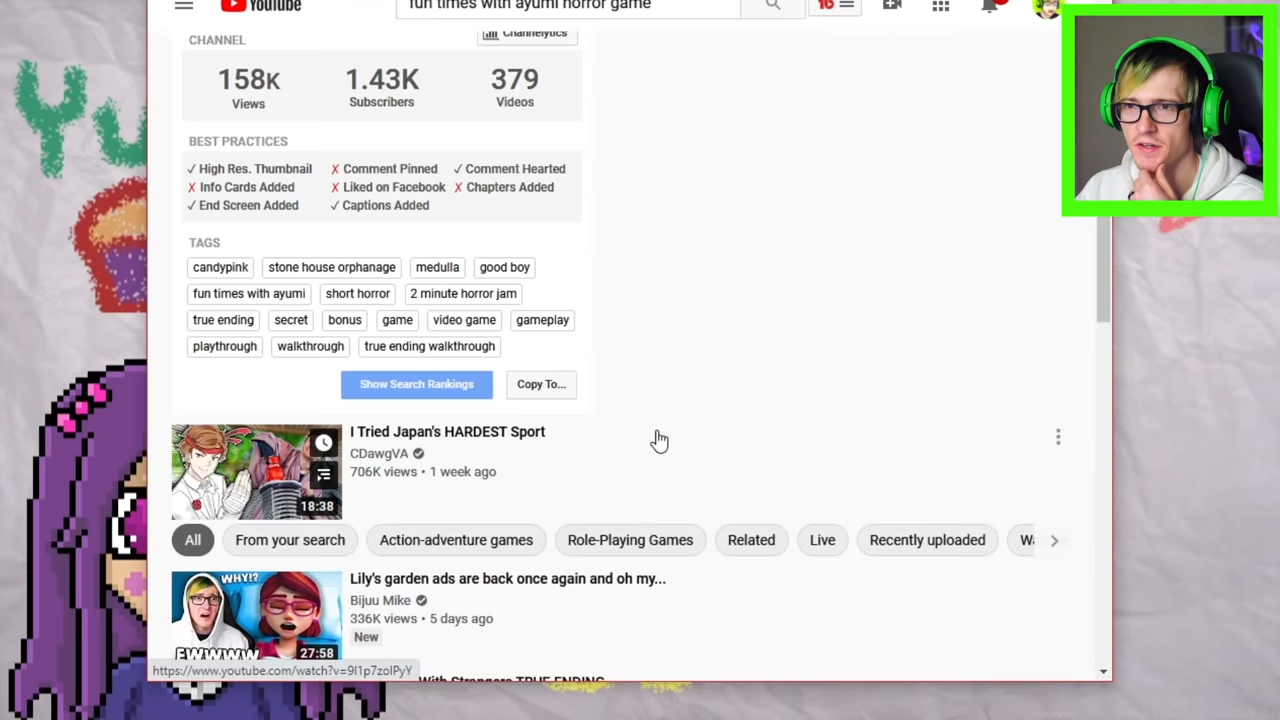 YouTube
fun times with ayumi horror game
16
Yu
CHANNEL
Channelytics
158K
1.43K
379
Views
Subscribers
Videos
BEST PRACTICES
✓ High Res. Thumbnail ✗ Comment Pinned ✓ Comment Hearted
✗ Info Cards Added ✗ Liked on Facebook ✗ Chapters Added
✓ End Screen Added ✓ Captions Added
TAGS
candypink stone house orphanage medulla good boy
fun times with ayumi short horror 2 minute horror jam
true ending secret bonus game video game gameplay
playthrough walkthrough true ending walkthrough
Show Search Rankings Copy To...
I Tried Japan's HARDEST Sport
CDawgVA
706K views • 1 week ago
18:38
All From your search Action-adventure games Role-Playing Games Related Live Recently uploaded
WHY!?
Lily's garden ads are back once again and oh my...
Bijuu Mike
336K views • 5 days ago
New
EWWWW
27:58
https://www.youtube.com/watch?v=9I1p7zoIPyY
With Strangers TRUE ENDING